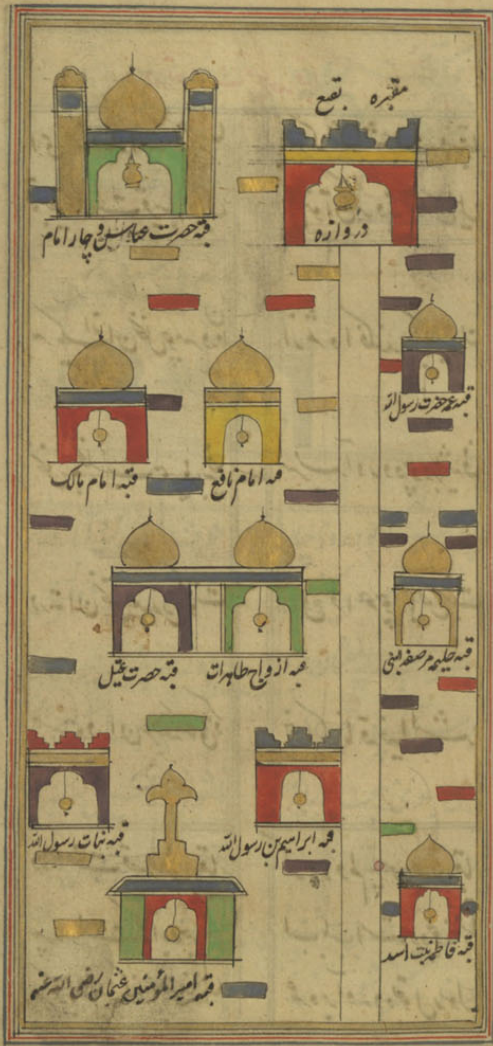 مقبره بقیع
دروازه
قبه حضرت عباس و چار امام
قبه عمه حضرت رسول الله
قبه امام نافع
قبه امام مالک
قبه حلیمه مرضعه
قبه ازواج طاهرات
قبه حضرت عقیل
قبه ابراهیم بن رسول الله
قبه بنات رسول الله
قبه فاطمه بنت اسد
قبه امیر المؤمنین عثمان رضی الله عنه